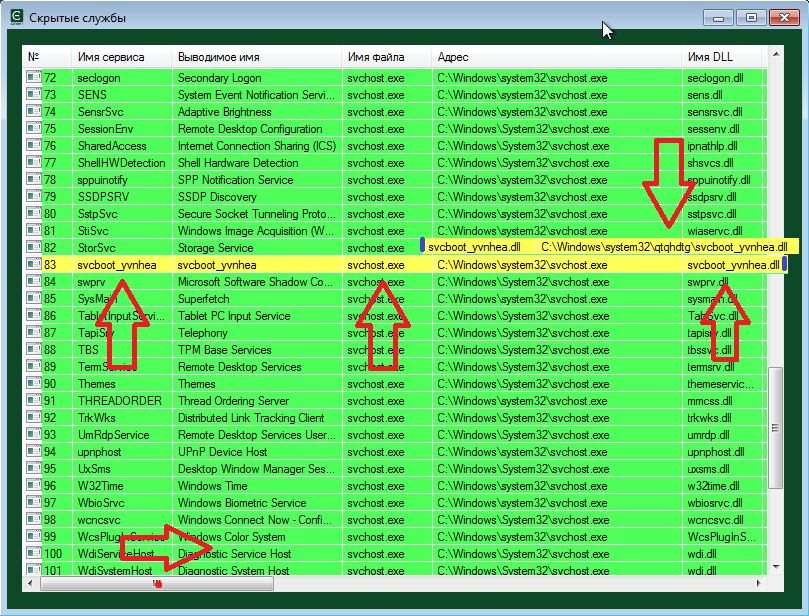 Скрытые службы
№ Имя сервиса Выводимое имя Имя файла Адрес Имя DLL
72 seclogon Secondary Logon svchost.exe C:\Windows\system32\svchost.exe seclogon.dll
73 SENS System Event Notification Servi... svchost.exe C:\Windows\system32\svchost.exe sens.dll
74 SensrSvc Adaptive Brightness svchost.exe C:\Windows\system32\svchost.exe sensrsvc.dll
75 SessionEnv Remote Desktop Configuration svchost.exe C:\Windows\System32\svchost.exe sessenv.dll
76 SharedAccess Internet Connection Sharing (ICS) svchost.exe C:\Windows\System32\svchost.exe ipnathlp.dll
77 ShellHWDetection Shell Hardware Detection svchost.exe C:\Windows\System32\svchost.exe shsvcs.dll
78 sppuinotify SPP Notification Service svchost.exe C:\Windows\system32\svchost.exe sppuinotify.dll
79 SSDPSRV SSDP Discovery svchost.exe C:\Windows\system32\svchost.exe ssdpsrv.dll
80 SstpSvc Secure Socket Tunneling Proto... svchost.exe C:\Windows\system32\svchost.exe sstpsvc.dll
81 StiSvc Windows Image Acquisition (W... svchost.exe C:\Windows\system32\svchost.exe wiaservc.dll
82 StorSvc Storage Service svchost.exe svcboot_yvnhea.dll C:\Windows\system32\qtqhdtg\svcboot_yvnhea.dll
83 svcboot_yvnhea svcboot_yvnhea svchost.exe C:\Windows\System32\svchost.exe svcboot_yvnhea.dll
84 swprv Microsoft Software Shadow Co... svchost.exe C:\Windows\System32\svchost.exe swprv.dll
85 SysMain Superfetch svchost.exe C:\Windows\system32\svchost.exe sysmain.dll
86 TabletInputServi... Tablet PC Input Service svchost.exe C:\Windows\System32\svchost.exe TabSvc.dll
87 TapiSrv Telephony svchost.exe C:\Windows\System32\svchost.exe tapisrv.dll
88 TBS TPM Base Services svchost.exe C:\Windows\System32\svchost.exe tbssvc.dll
89 TermService Remote Desktop Services svchost.exe C:\Windows\System32\svchost.exe termsrv.dll
90 Themes Themes svchost.exe C:\Windows\System32\svchost.exe themeservic...
91 THREADORDER Thread Ordering Server svchost.exe C:\Windows\system32\svchost.exe mmcss.dll
92 TrkWks Distributed Link Tracking Client svchost.exe C:\Windows\System32\svchost.exe trkwks.dll
93 UmRdpService Remote Desktop Services User... svchost.exe C:\Windows\System32\svchost.exe umrdp.dll
94 upnphost UPnP Device Host svchost.exe C:\Windows\system32\svchost.exe upnphost.dll
95 UxSms Desktop Window Manager Ses... svchost.exe C:\Windows\System32\svchost.exe uxsms.dll
96 W32Time Windows Time svchost.exe C:\Windows\system32\svchost.exe w32time.dll
97 WbioSrvc Windows Biometric Service svchost.exe C:\Windows\system32\svchost.exe wbiosrvc.dll
98 wcncsvc Windows Connect Now - Confi... svchost.exe C:\Windows\System32\svchost.exe wcncsvc.dll
99 WcsPlugInService Windows Color System svchost.exe C:\Windows\system32\svchost.exe WcsPlugInS...
100 WdiServiceHost Diagnostic Service Host svchost.exe C:\Windows\System32\svchost.exe wdi.dll
101 WdiSystemHost Diagnostic System Host svchost.exe C:\Windows\System32\svchost.exe wdi.dll